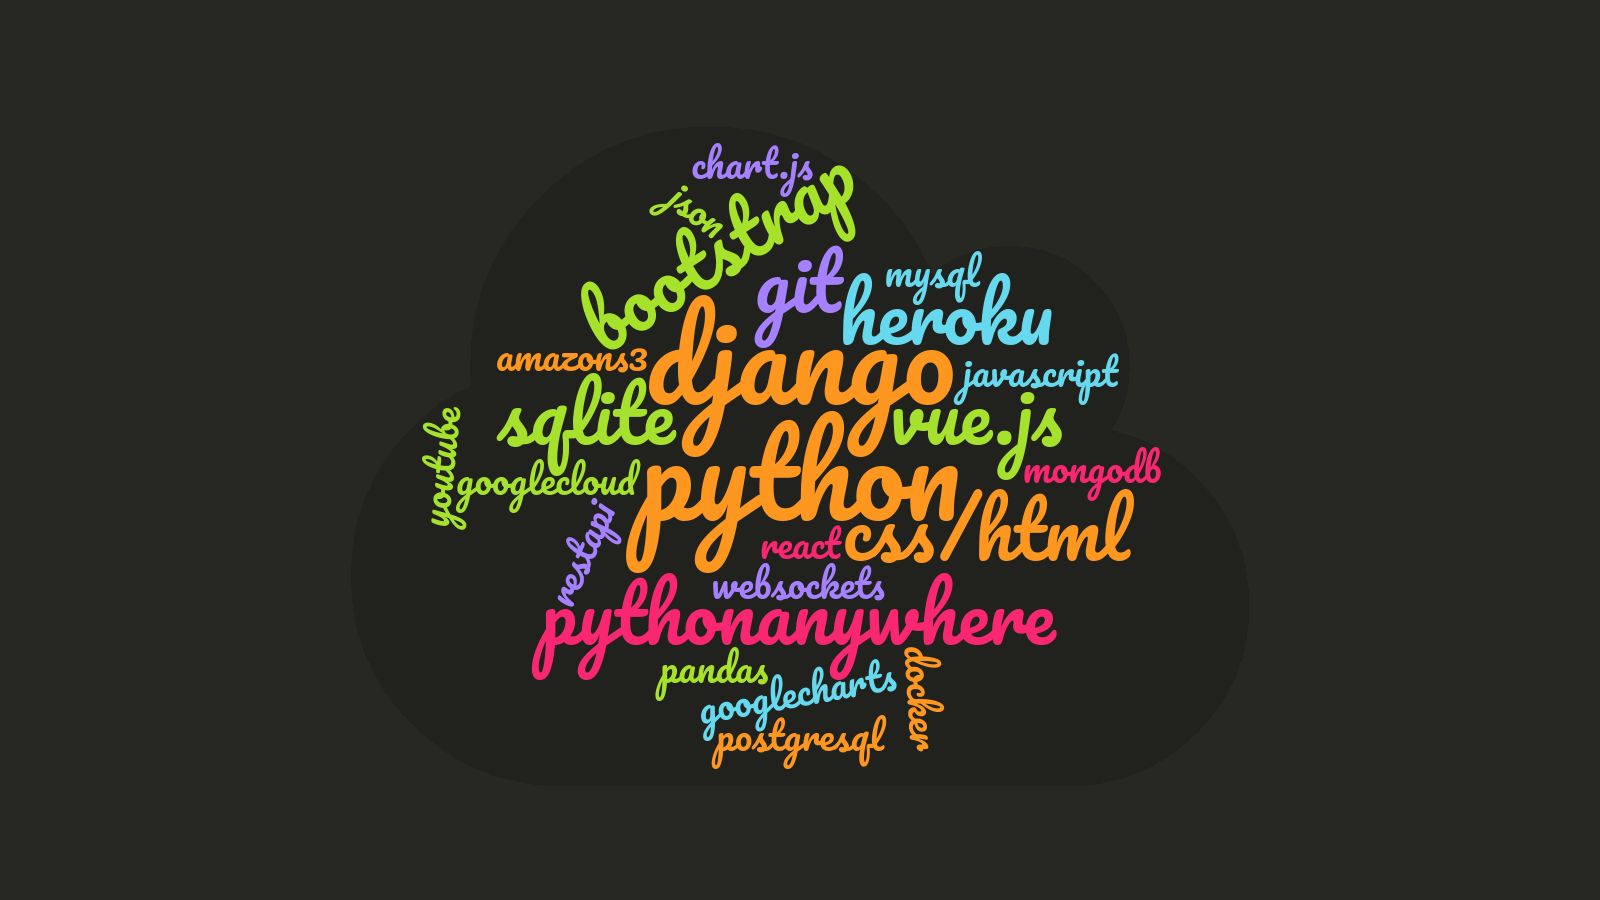 chart.js
json
bootstrap
git
mysql
heroku
amazons3
django
javascript
sqlite
vue.js
youtube
googlecloud
python
mongodb
restapi
react
css/html
websockets
pythonanywhere
pandas
docker
googlecharts
postgresql